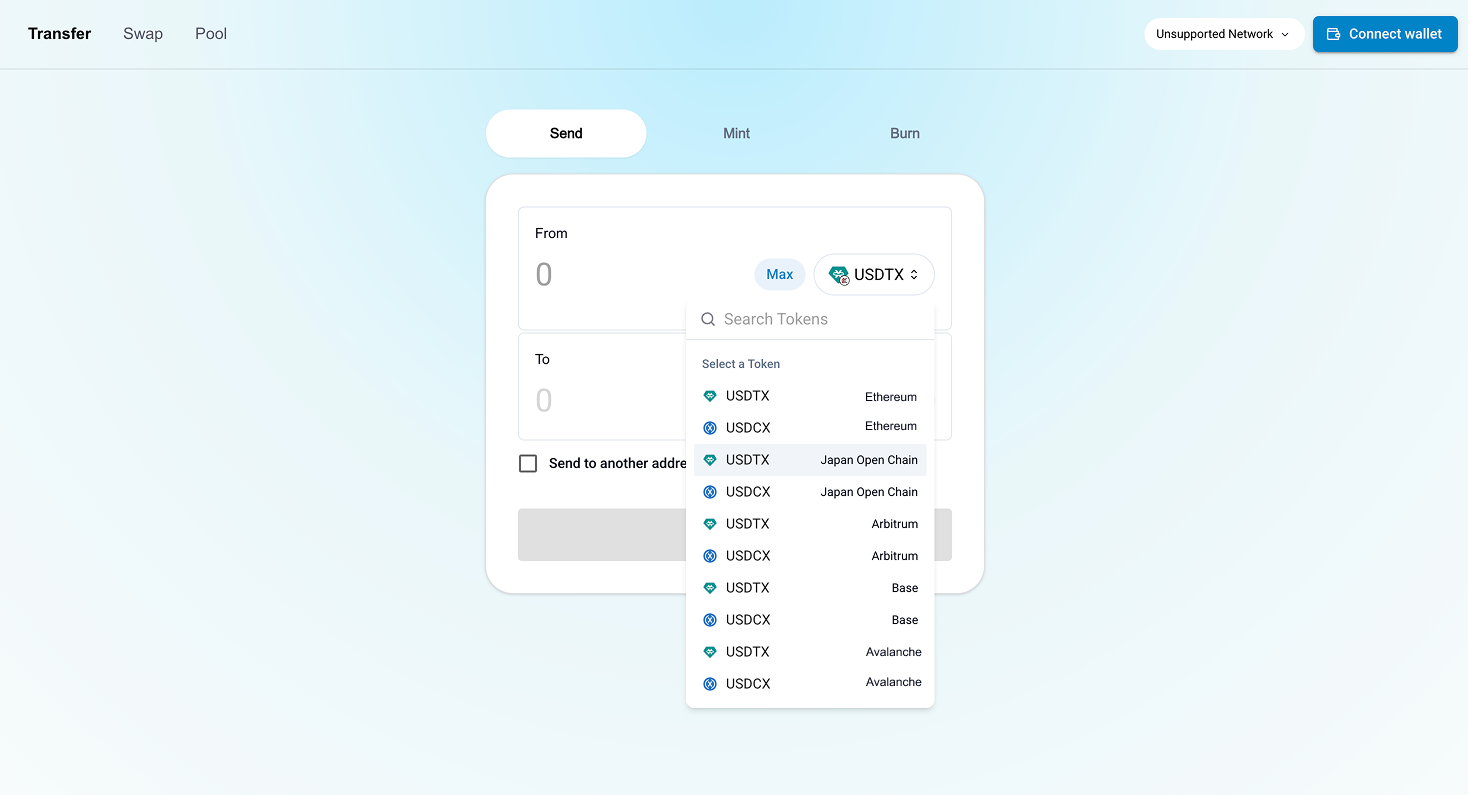 Transfer Swap Pool Unsupported Network Connect wallet
Send Mint Burn
From
0 Max USDTX
Search Tokens
To
Select a Token
0
USDTX Ethereum
USDCX Ethereum
Send to another addre
USDTX Japan Open Chain
USDCX Japan Open Chain
USDTX Arbitrum
USDCX Arbitrum
USDTX Base
USDCX Base
USDTX Avalanche
USDCX Avalanche